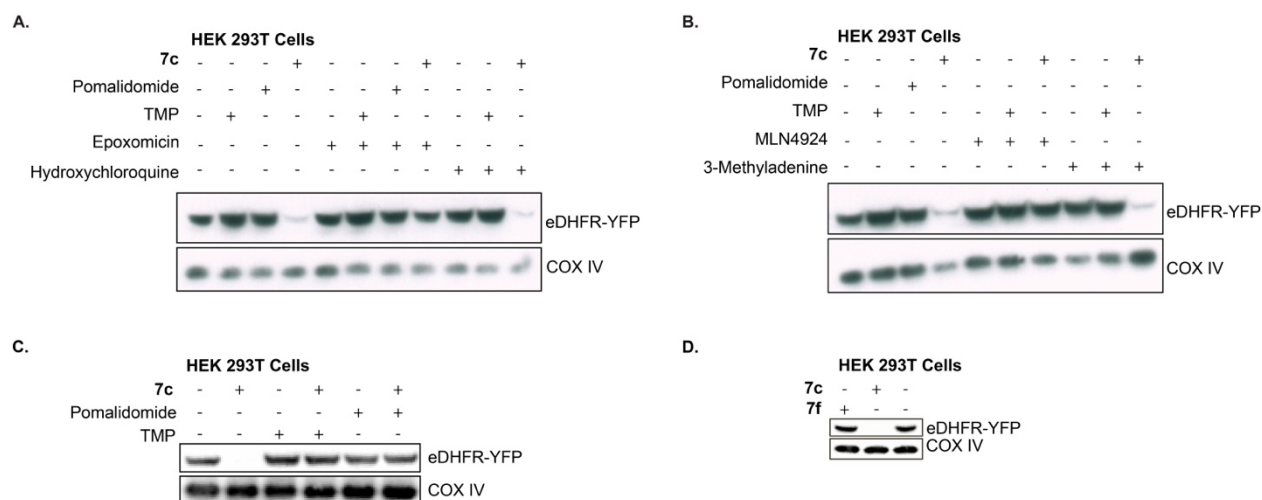 A.
HEK 293T Cells
7c - - - + - - - + - - +
Pomalidomide - - + - - - + - - - -
TMP - + - - - + - - - + -
Epoxomicin - - - - + + + + - - -
Hydroxychloroquine - - - - - - - - + + +
eDHFR-YFP
COX IV
B.
HEK 293T Cells
7c - - - + - - + - - +
Pomalidomide - - + - - - - - - -
TMP - + - - - + - - + -
MLN4924 - - - - + + + - - -
3-Methyladenine - - - - - - - + + +
eDHFR-YFP
COX IV
C.
HEK 293T Cells
7c - + - + - +
Pomalidomide - - - - + +
TMP - - + + - -
eDHFR-YFP
COX IV
D.
HEK 293T Cells
7c - + -
7f + - -
eDHFR-YFP
COX IV